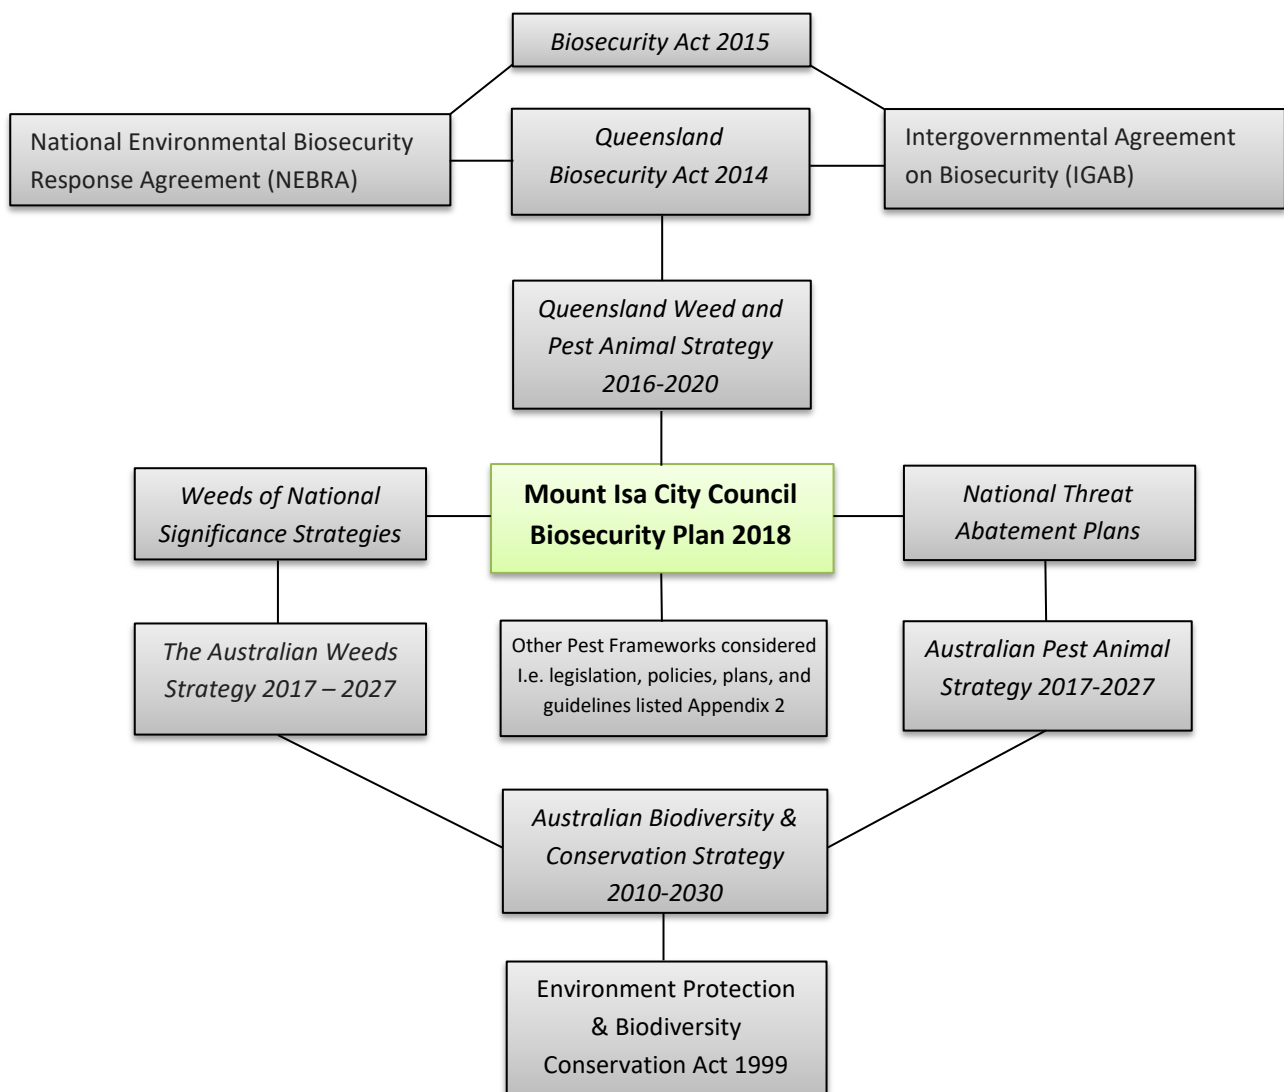 Biosecurity Act 2015
National Environmental Biosecurity
Response Agreement (NEBRA)
Queensland
Biosecurity Act 2014
Intergovernmental Agreement
on Biosecurity (IGAB)
Queensland Weed and
Pest Animal Strategy
2016-2020
Weeds of National
Significance Strategies
Mount Isa City Council
Biosecurity Plan 2018
National Threat
Abatement Plans
The Australian Weeds
Strategy 2017 – 2027
Other Pest Frameworks considered
I.e. legislation, policies, plans, and
guidelines listed Appendix 2
Australian Pest Animal
Strategy 2017-2027
Australian Biodiversity &
Conservation Strategy
2010-2030
Environment Protection
& Biodiversity
Conservation Act 1999